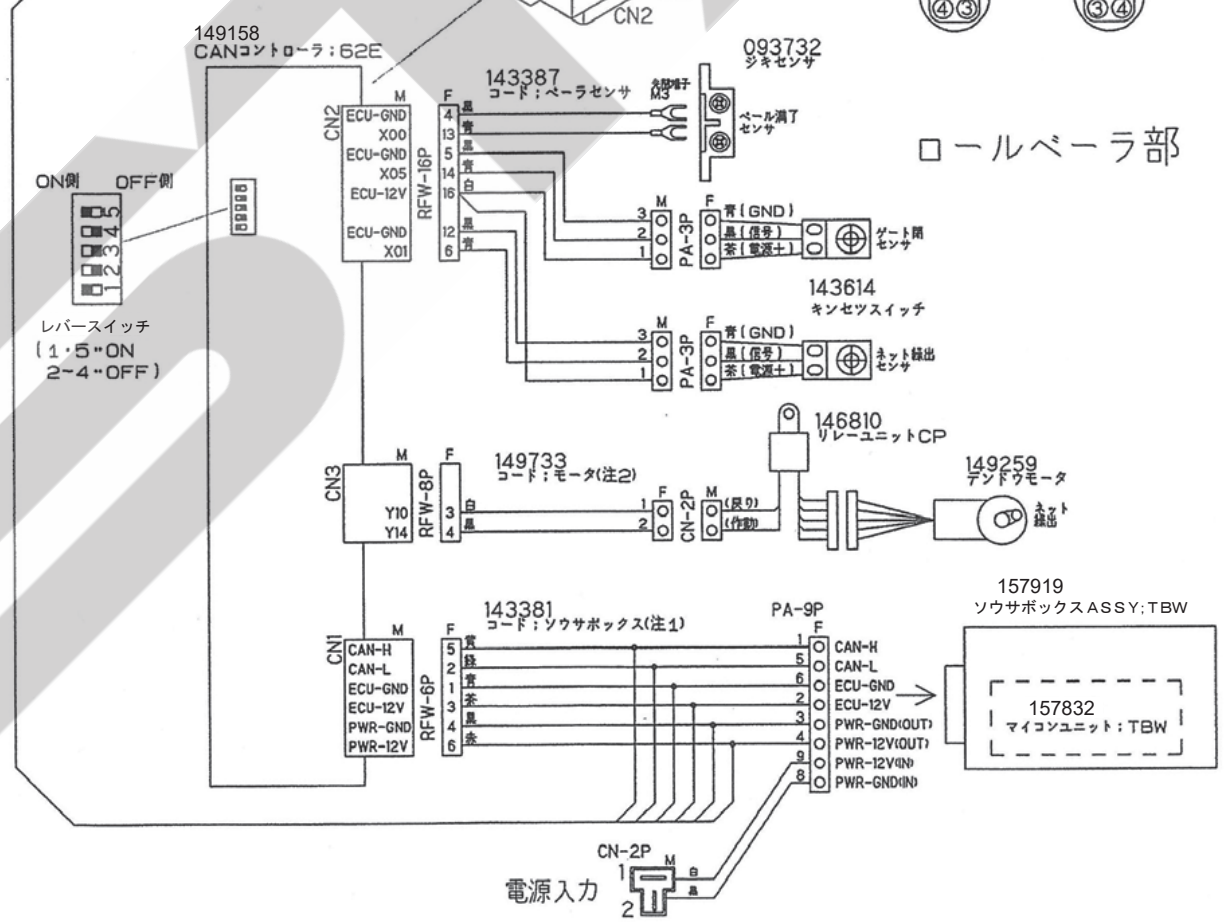 CN2
④③
③④
149158
CANコントローラ;62E
093732
ジキセンサ
143387
コード;ベーラセンサ
先開端子
M3
ベール満了
センサ
ロールベーラ部
M
F
CN2
ECU-GND
X00
ECU-GND
X05
ECU-12V
ECU-GND
X01
RFW-16P
4 黒
13 青
5 黒
14 青
16 白
12 黒
6 青
ON側 OFF側
5
4
3
2
1
レバースイッチ
(1・5‥ON
2~4‥OFF)
M
F
3
2
1
PA-3P
青(GND)
黒(信号)
茶(電源+)
ゲート閉
センサ
143614
キンセツスイッチ
M
F
3
2
1
PA-3P
青(GND)
黒(信号)
茶(電源+)
ネット繰出
センサ
146810
リレーユニットCP
149733
コード;モータ(注2)
149259
デンドウモータ
M
F
CN3
Y10
Y14
RFW-8P
3 白
4 黒
F
M
1
2
CN-2P
(戻り)
(作動)
ネット
繰出
157919
ソウサボックスASSY;TBW
143381
コード;ソウサボックス(注1)
PA-9P
M
F
F
CN1
CAN-H
CAN-L
ECU-GND
ECU-12V
PWR-GND
PWR-12V
RFW-6P
5 黄
2 緑
1 青
3 茶
4 黒
6 赤
1 CAN-H
5 CAN-L
6 ECU-GND
2 ECU-12V
3 PWR-GND(OUT)
4 PWR-12V(OUT)
9 PWR-12V(IN)
8 PWR-GND(IN)
157832
マイコンユニット;TBW
CN-2P
M
電源入力
1 白
2 黒